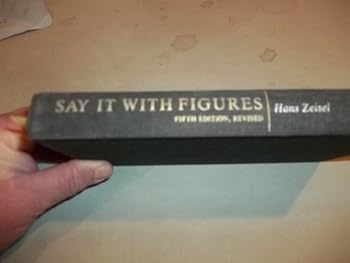 SAY IT WITH FIGURES
FIFTH EDITION, REVISED
Hans Zeisel